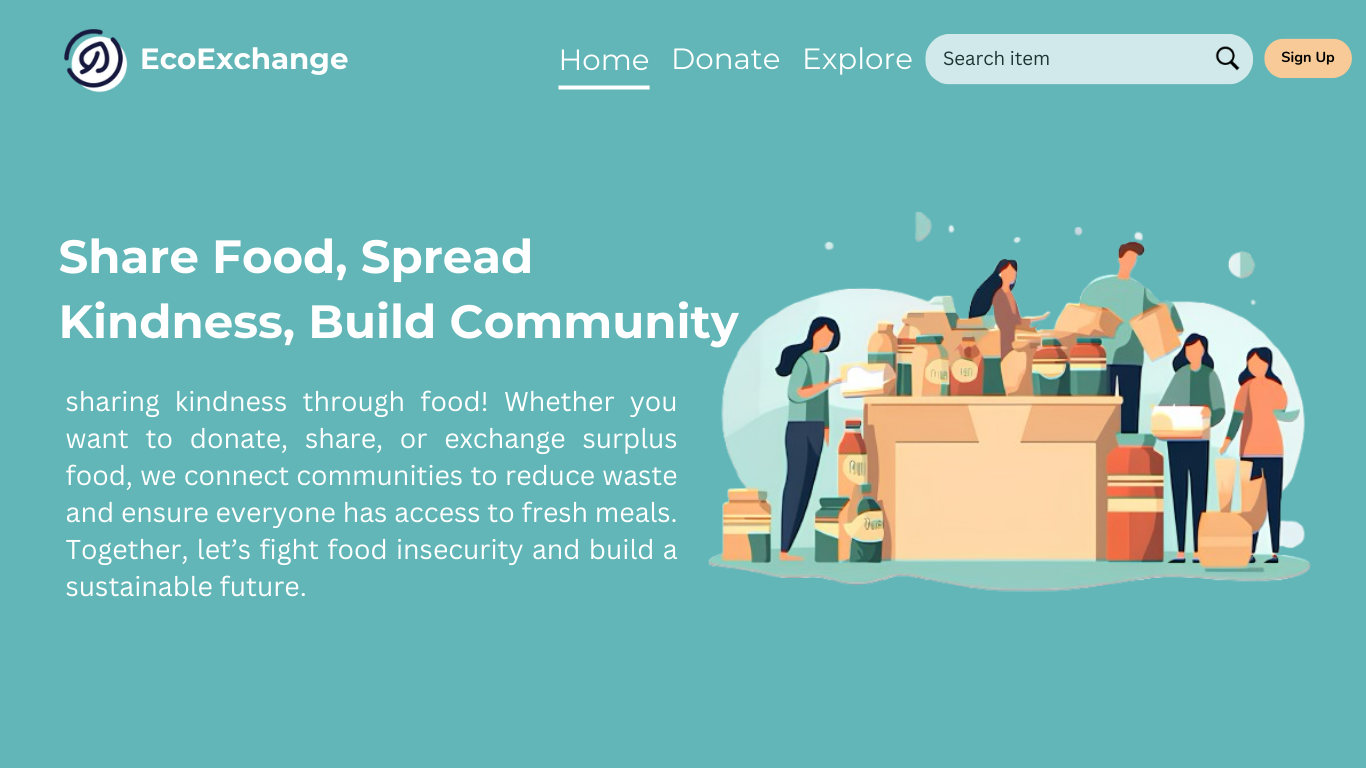 EcoExchange
Home
Donate
Explore
Search item
Sign Up
Share Food, Spread
Kindness, Build Community
sharing kindness through food! Whether you
want to donate, share, or exchange surplus
food, we connect communities to reduce waste
and ensure everyone has access to fresh meals.
Together, let’s fight food insecurity and build a
sustainable future.